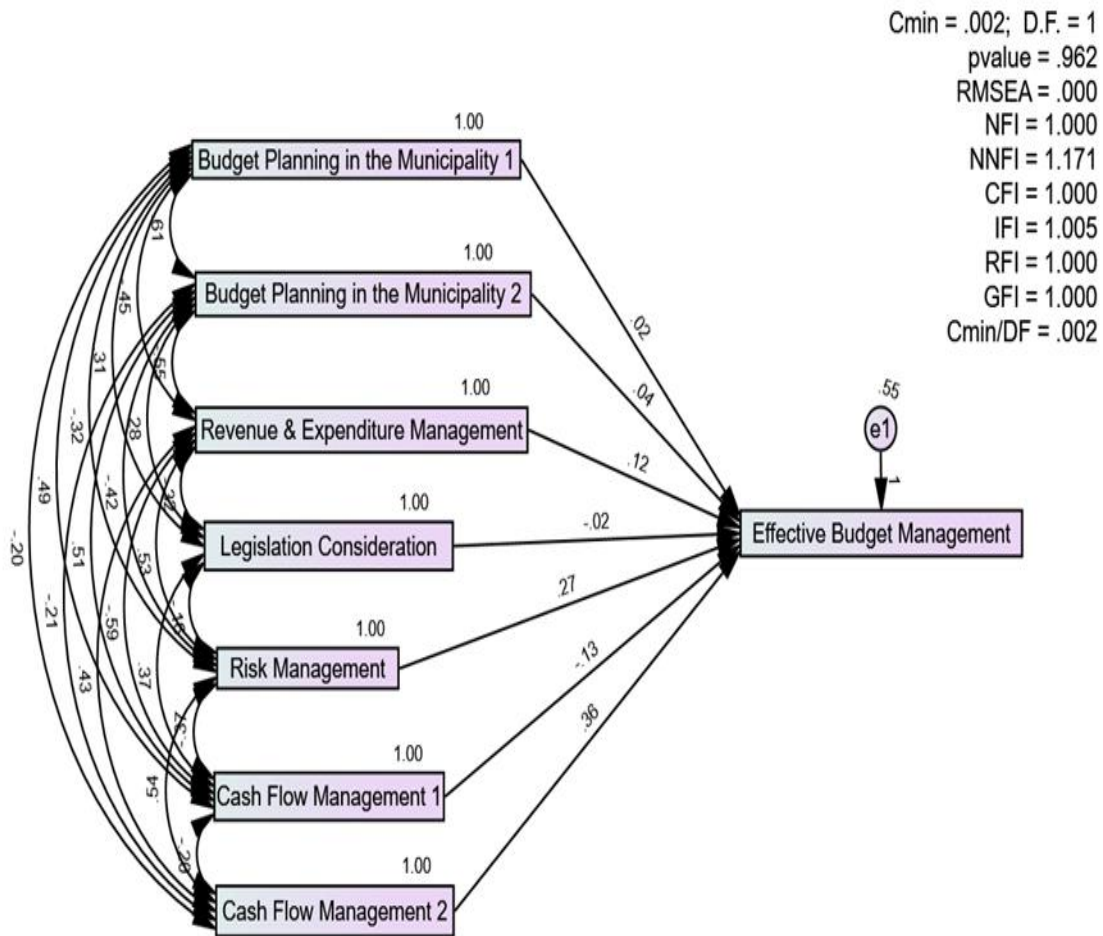 Cmin = .002; D.F. = 1
pvalue = .962
RMSEA = .000
NFI = 1.000
NNFI = 1.171
CFI = 1.000
IFI = 1.005
RFI = 1.000
GFI = 1.000
Cmin/DF = .002
1.00
Budget Planning in the Municipality 1
.61
1.00
Budget Planning in the Municipality 2
.02
-.45
-.55
.04
.31
1.00
.55
e1
1
Revenue & Expenditure Management
.12
-.32
.28
-.42
1.00
.49
Legislation Consideration
-.02
Effective Budget Management
-.20
.51
.53
.20
.27
-.21
-.59
1.00
Risk Management
.43
.37
-.13
.36
1.00
Cash Flow Management 1
.54
1.00
Cash Flow Management 2